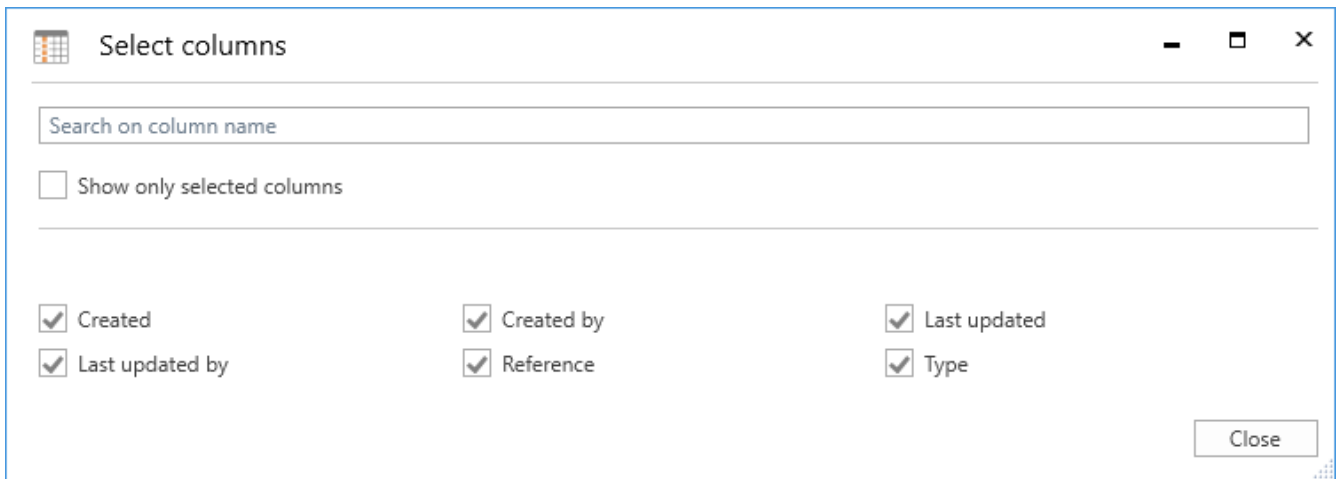 Select columns
Search on column name
Show only selected columns
Created Created by Last updated
Last updated by Reference Type
Close